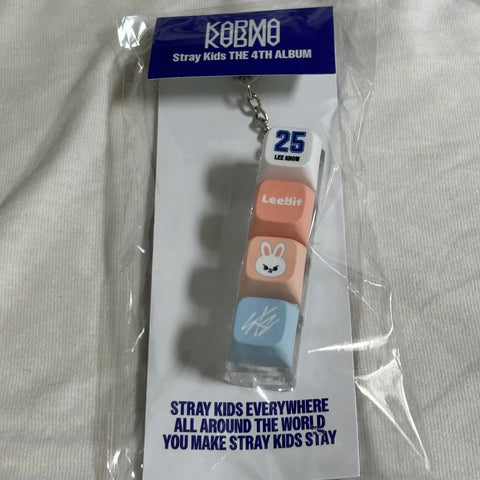 KARMA
Stray Kids THE 4TH ALBUM
25
LEE KNOW
LeeBit
SKZ
STRAY KIDS EVERYWHERE
ALL AROUND THE WORLD
YOU MAKE STRAY KIDS STAY